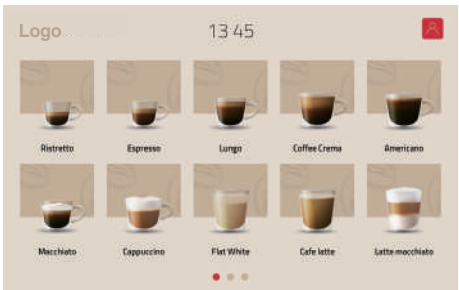 Logo
13 45
Ristretto Espresso Lungo Coffee Crema Americano
Macchiato Cappuccino Flat White Cafe latte Latte macchiato